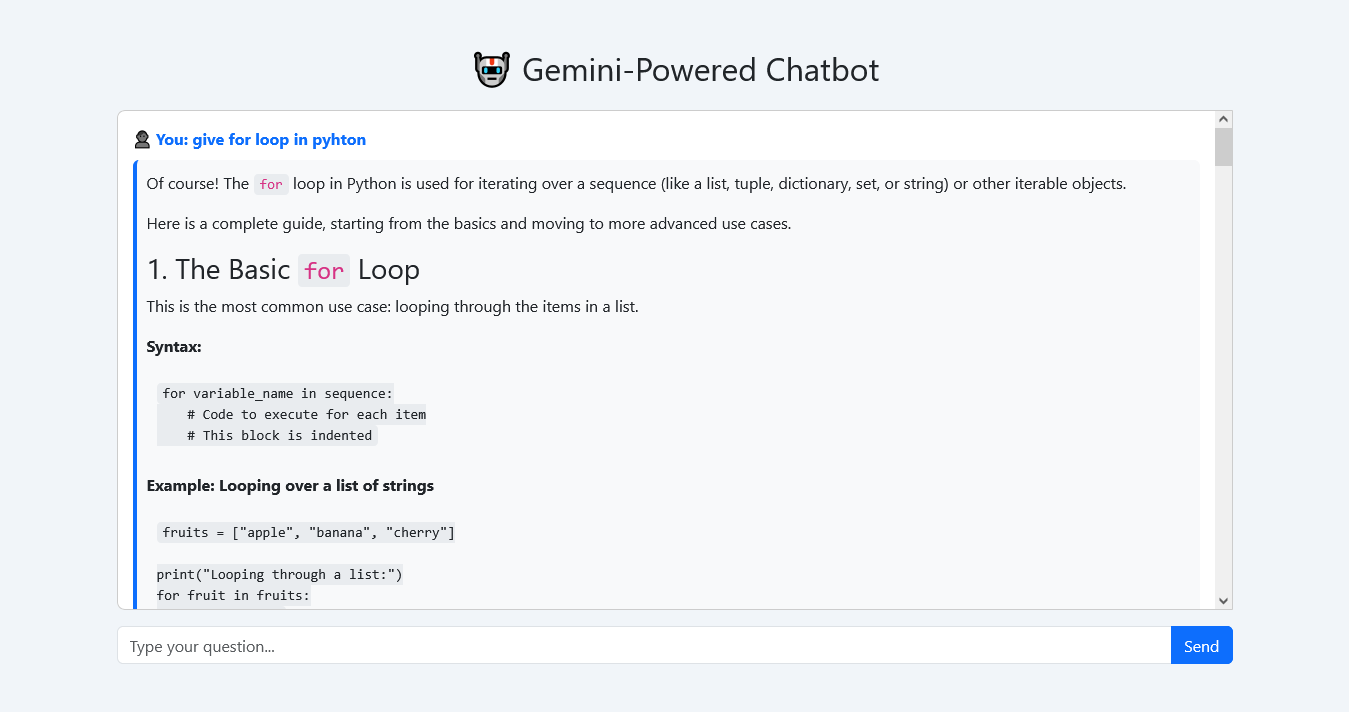 Gemini-Powered Chatbot
You: give for loop in pyhton
Of course! The for loop in Python is used for iterating over a sequence (like a list, tuple, dictionary, set, or string) or other iterable objects.
Here is a complete guide, starting from the basics and moving to more advanced use cases.
1. The Basic for Loop
This is the most common use case: looping through the items in a list.
Syntax:
for variable_name in sequence:
    # Code to execute for each item
    # This block is indented
Example: Looping over a list of strings
fruits = ["apple", "banana", "cherry"]
print("Looping through a list:")
for fruit in fruits:
Type your question...
Send